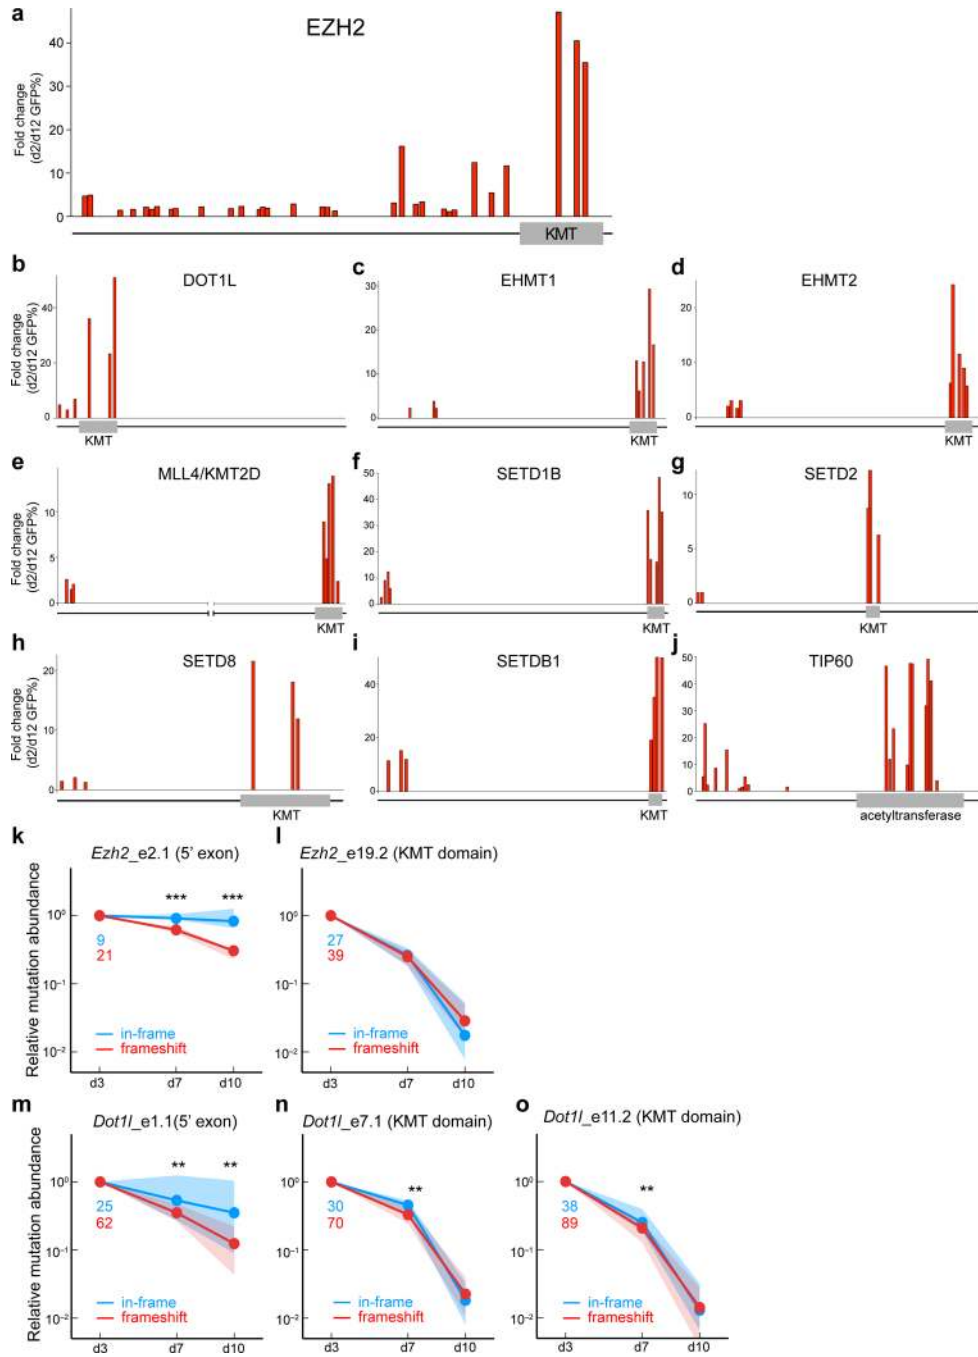 a
EZH2
Fold change
(d2/d12 GFP%)
40
30
20
10
0
KMT
b
DOT1L
c
EHMT1
d
EHMT2
Fold change
(d2/d12 GFP%)
40
20
0
30
20
10
0
20
10
0
KMT
KMT
KMT
e
MLL4/KMT2D
f
SETD1B
g
SETD2
Fold change
(d2/d12 GFP%)
10
5
0
50
40
30
20
10
0
10
5
0
KMT
KMT
KMT
h
SETD8
i
SETDB1
j
TIP60
Fold change
(d2/d12 GFP%)
20
10
0
50
40
30
20
10
0
50
40
30
20
10
0
KMT
KMT
acetyltransferase
k
Ezh2_e2.1 (5' exon)
l
Ezh2_e19.2 (KMT domain)
Relative mutation abundance
10⁰
10⁻¹
10⁻²
*** ***
9
21
in-frame
frameshift
d3 d7 d10
10⁰
10⁻¹
10⁻²
27
39
in-frame
frameshift
d3 d7 d10
m
Dot1l_e1.1(5' exon)
n
Dot1l_e7.1 (KMT domain)
o
Dot1l_e11.2 (KMT domain)
Relative mutation abundance
10⁰
10⁻¹
10⁻²
** **
25
62
in-frame
frameshift
d3 d7 d10
10⁰
10⁻¹
10⁻²
**
30
70
in-frame
frameshift
d3 d7 d10
10⁰
10⁻¹
10⁻²
**
38
89
in-frame
frameshift
d3 d7 d10